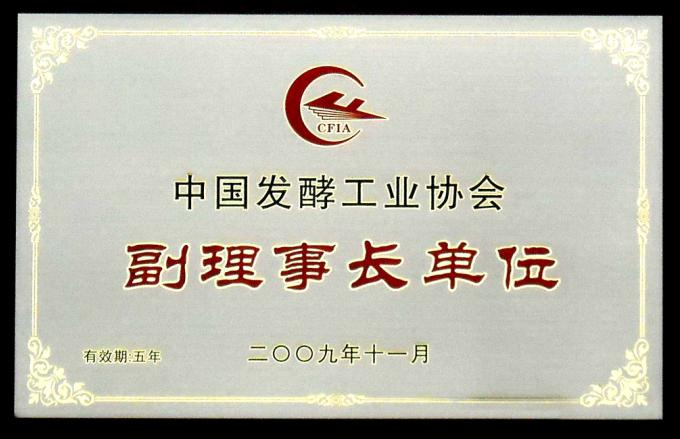 CFIA
中国发酵工业协会
副理事长单位
有效期:五年
二〇〇九年十一月